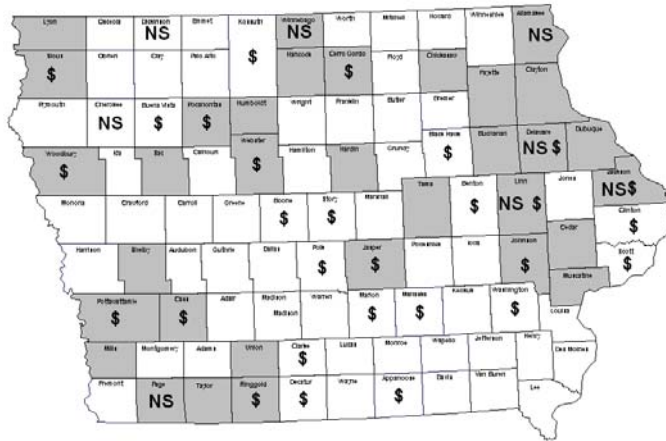 Lyon Osceola Dickinson Emmet Kossuth Winnebago Worth Mitchell Howard Winneshiek Allamakee
NS NS NS
Sioux Obrien Clay Palo Alto Hancock Cerro Gordo Floyd Chickasaw
$ $ $
Fayette Clayton
Plymouth Cherokee Buena Vista Pocahontas Humboldt Wright Franklin Butler Bremer
NS $ $
Woodbury Ida Sac Calhoun Webster Hamilton Hardin Grundy Black Hawk Buchanan Delaware Dubuque
$ $ $ NS $
Monona Crawford Carroll Greene Boone Story Marshall Tama Benton Linn Jones Jackson
$ $ $ NS $ NS $
Clinton
$
Harrison Shelby Audubon Guthrie Dallas Polk Jasper Poweshiek Iowa Johnson Cedar Scott
$ $ $ $
Muscatine
Pottawattamie Cass Adair Madison Warren Marion Mahaska Keokuk Washington Louisa
Madison
$ $ $ $ $
Mills Montgomery Adams Union Clarke Lucas Monroe Wapello Jefferson Henry Des Moines
$
Fremont Page Taylor Ringgold Decatur Wayne Appanoose Davis Van Buren Lee
NS $ $ $